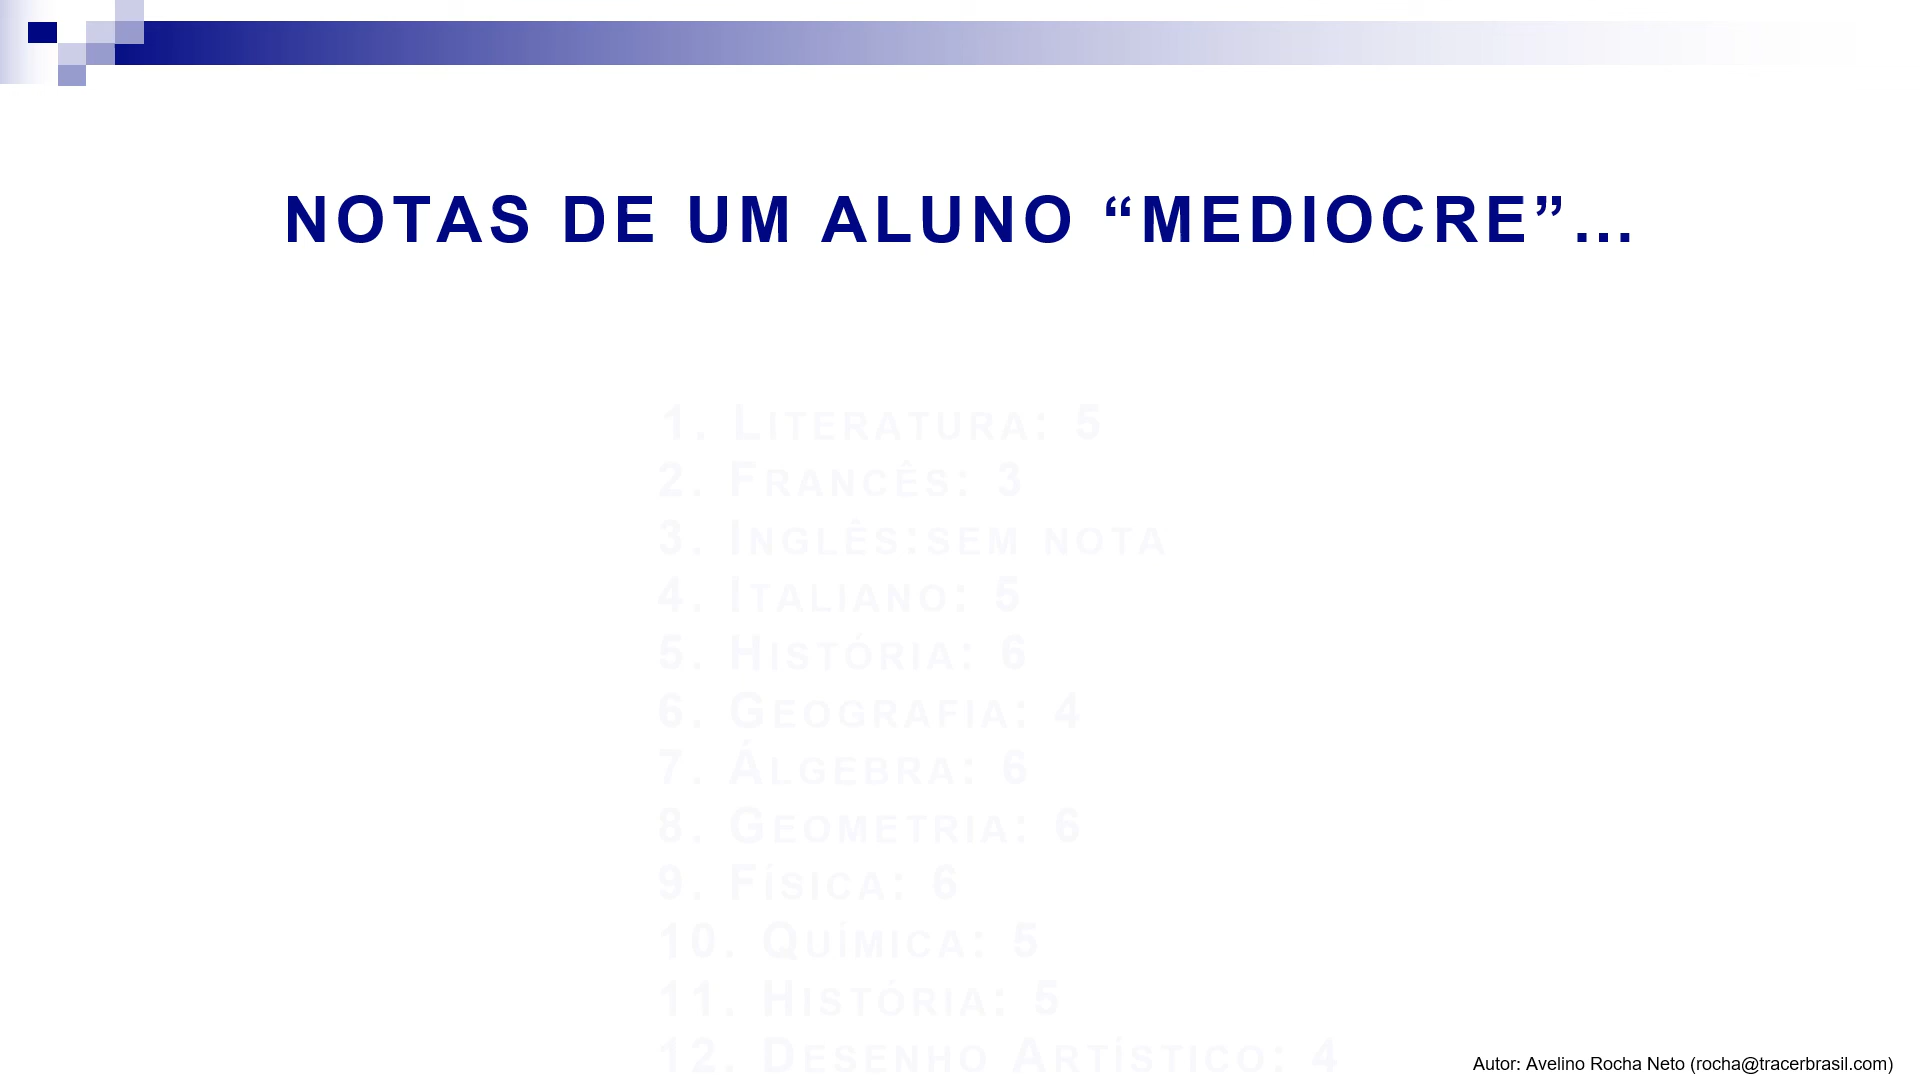 NOTAS DE UM ALUNO “MEDIOCRE”...
1. LITERATURA: 5
2. FRANCÊS: 3
3. INGLÊS:SEM NOTA
4. ITALIANO: 5
5. HISTÓRIA: 6
6. GEOGRAFIA: 4
7. ÁLGEBRA: 6
8. GEOMETRIA: 6
9. FÍSICA: 6
10. QUÍMICA: 5
11. HISTÓRIA: 5
12. DESENHO ARTÍSTICO: 4
Autor: Avelino Rocha Neto (rocha@tracerbrasil.com)